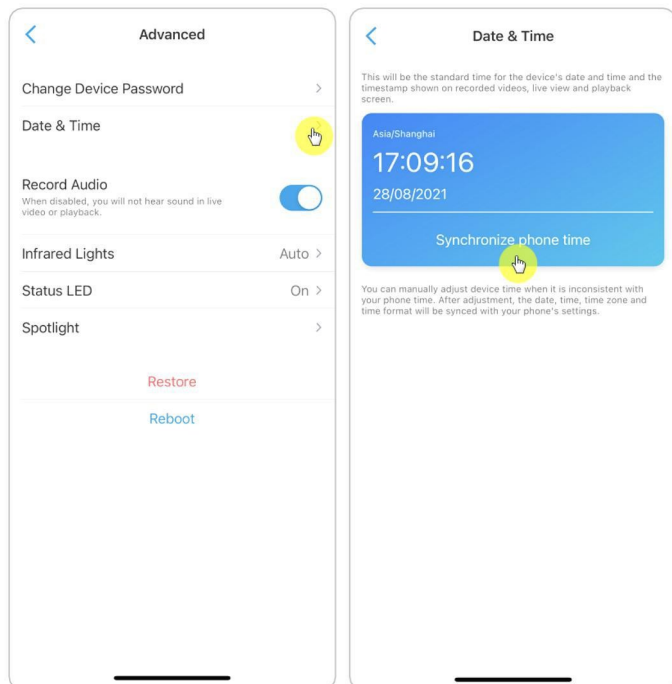 Advanced
Change Device Password
Date & Time
Record Audio
When disabled, you will not hear sound in live
video or playback.
Infrared Lights Auto
Status LED On
Spotlight
Restore
Reboot
Date & Time
This will be the standard time for the device's date and time and the
timestamp shown on recorded videos, live view and playback
screen.
Asia/Shanghai
17:09:16
28/08/2021
Synchronize phone time
You can manually adjust device time when it is inconsistent with
your phone time. After adjustment, the date, time, time zone and
time format will be synced with your phone's settings.